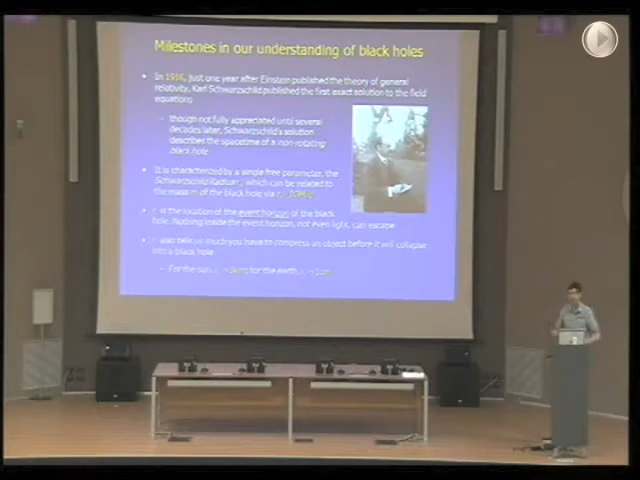 Milestones in our understanding of black holes
In 1916, just one year after Einstein published the theory of general
relativity, Karl Schwarzschild published the first exact solution to the field
equations
though not fully appreciated until several
decades later, Schwarzschild's solution
describes the spacetime of a non-rotating
black hole
It is characterized by a single free parameter, the
Schwarzschild Radius, which can be related to
the mass m of the black hole via
is the location of the event horizon of the black
hole. Nothing inside the event horizon, not even light, can escape
also tells us much you have to compress an object before it will collapse
into a black hole
For the sun, for the earth,